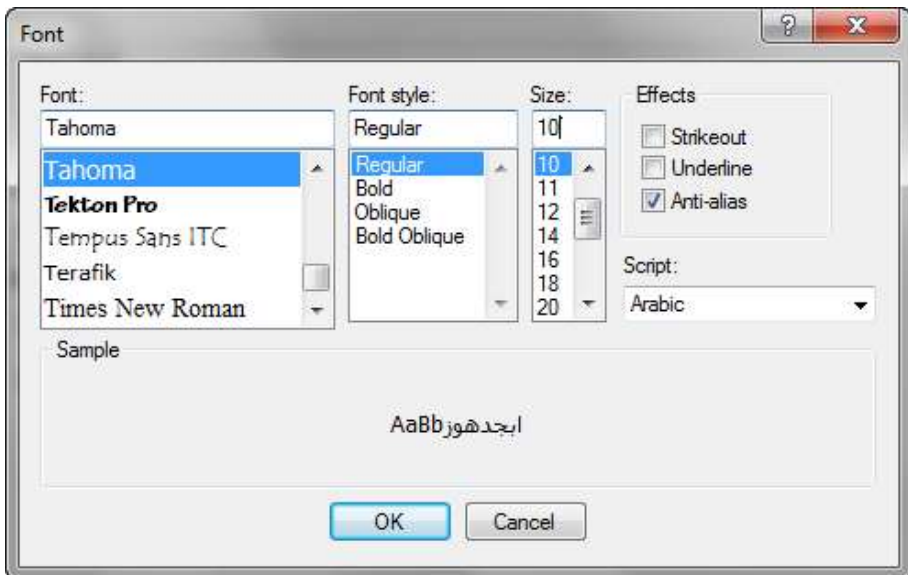 Font
Font:
Tahoma
Tahoma
Tekton Pro
Tempus Sans ITC
Terafik
Times New Roman
Font style:
Regular
Regular
Bold
Oblique
Bold Oblique
Size:
10
10
11
12
14
16
18
20
Effects
Strikeout
Underline
Anti-alias
Script:
Arabic
Sample
AaBbابجدهوز
OK
Cancel